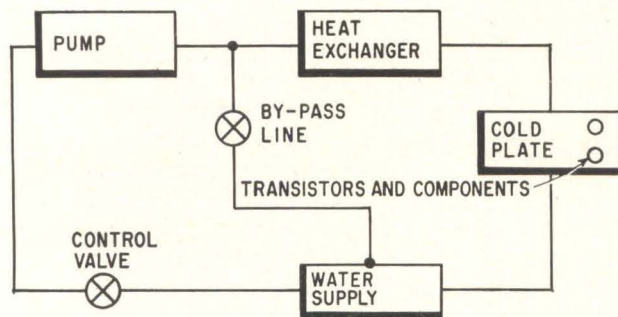 PUMP
HEAT
EXCHANGER
BY-PASS
LINE
COLD
PLATE
TRANSISTORS AND COMPONENTS
CONTROL
VALVE
WATER
SUPPLY